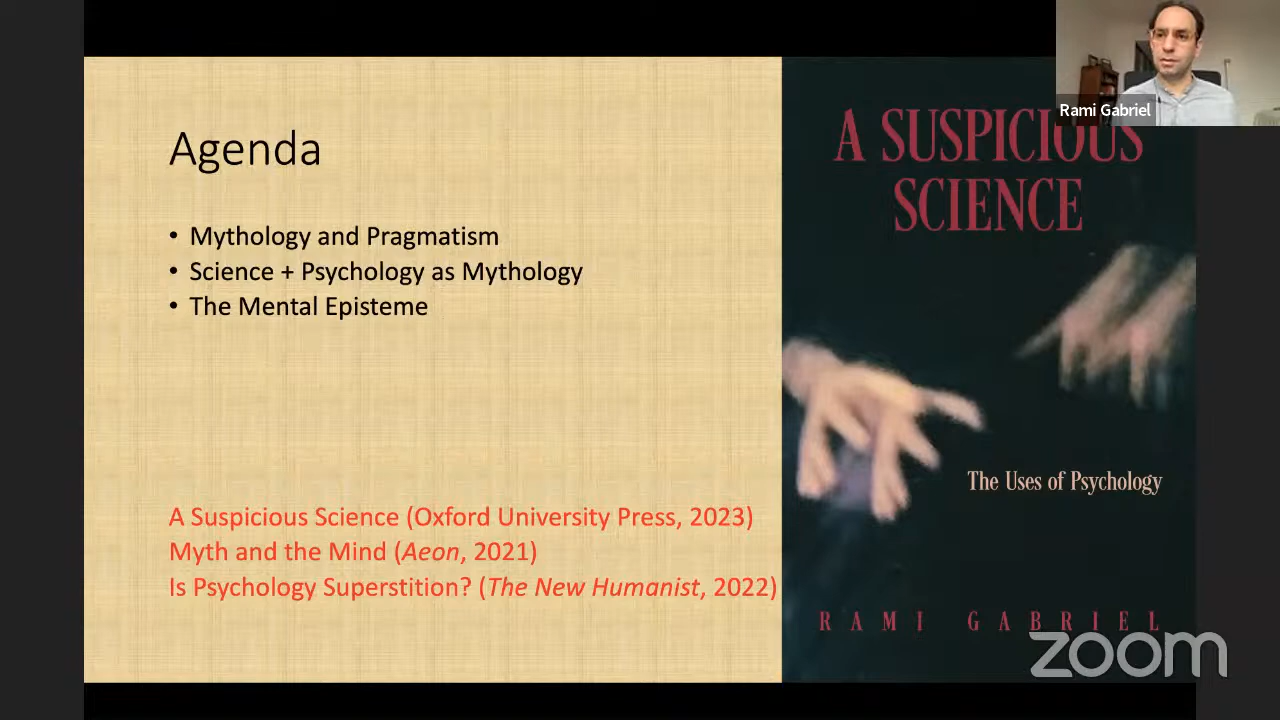 Rami Gabriel
Agenda
• Mythology and Pragmatism
• Science + Psychology as Mythology
• The Mental Episteme
A Suspicious Science (Oxford University Press, 2023)
Myth and the Mind (Aeon, 2021)
Is Psychology Superstition? (The New Humanist, 2022)
A SUSPICIOUS
SCIENCE
The Uses of Psychology
RAMI GABRIEL
zoom